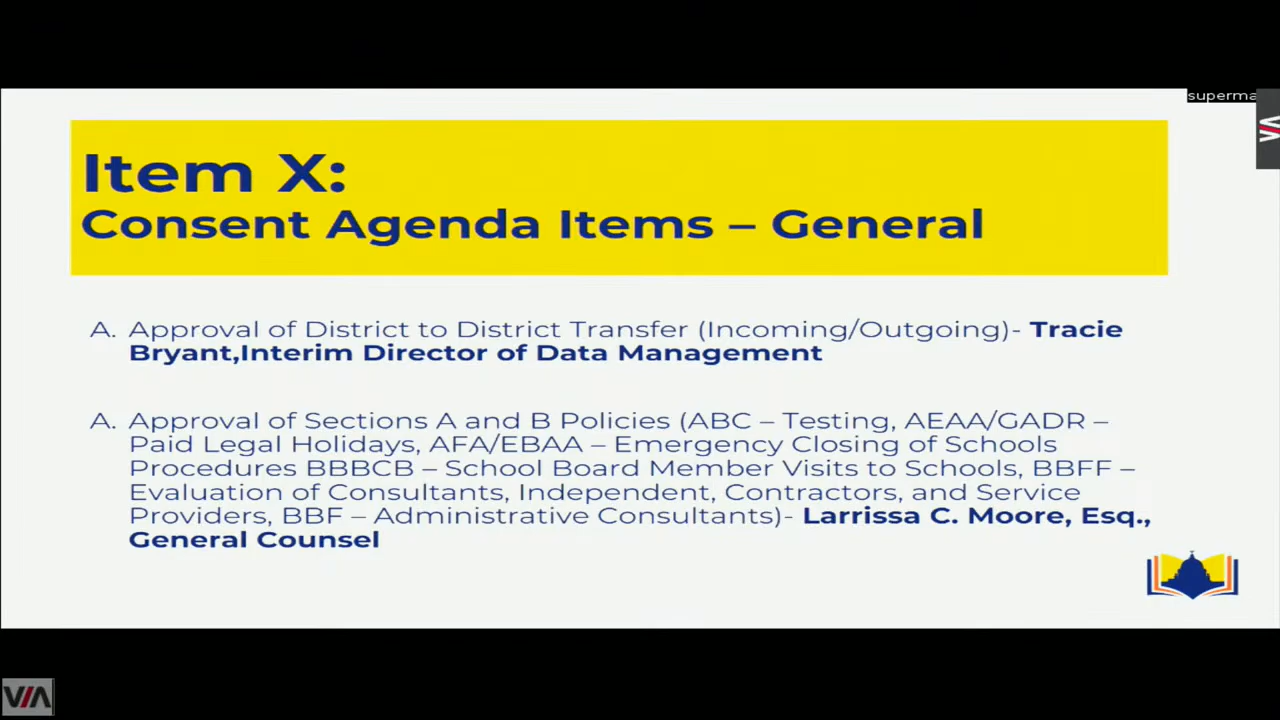 superma
Item X:
Consent Agenda Items – General
A. Approval of District to District Transfer (Incoming/Outgoing)- Tracie
Bryant,Interim Director of Data Management
A. Approval of Sections A and B Policies (ABC – Testing, AEAA/GADR –
Paid Legal Holidays, AFA/EBAA – Emergency Closing of Schools
Procedures BBBCB – School Board Member Visits to Schools, BBFF –
Evaluation of Consultants, Independent, Contractors, and Service
Providers, BBF – Administrative Consultants)- Larrissa C. Moore, Esq.,
General Counsel
VIA